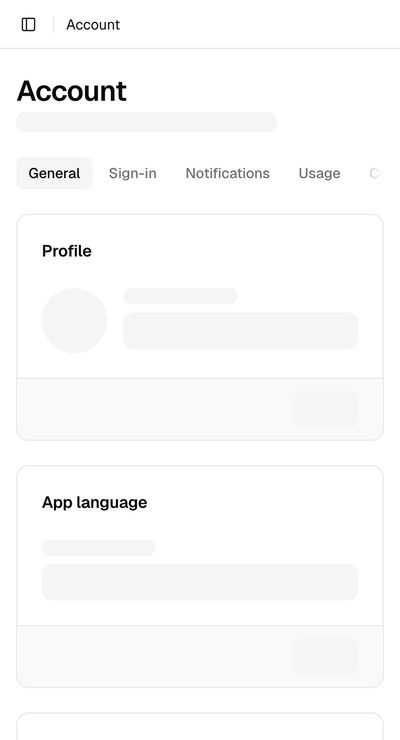 Account
Account
General Sign-in Notifications Usage
Profile
App language